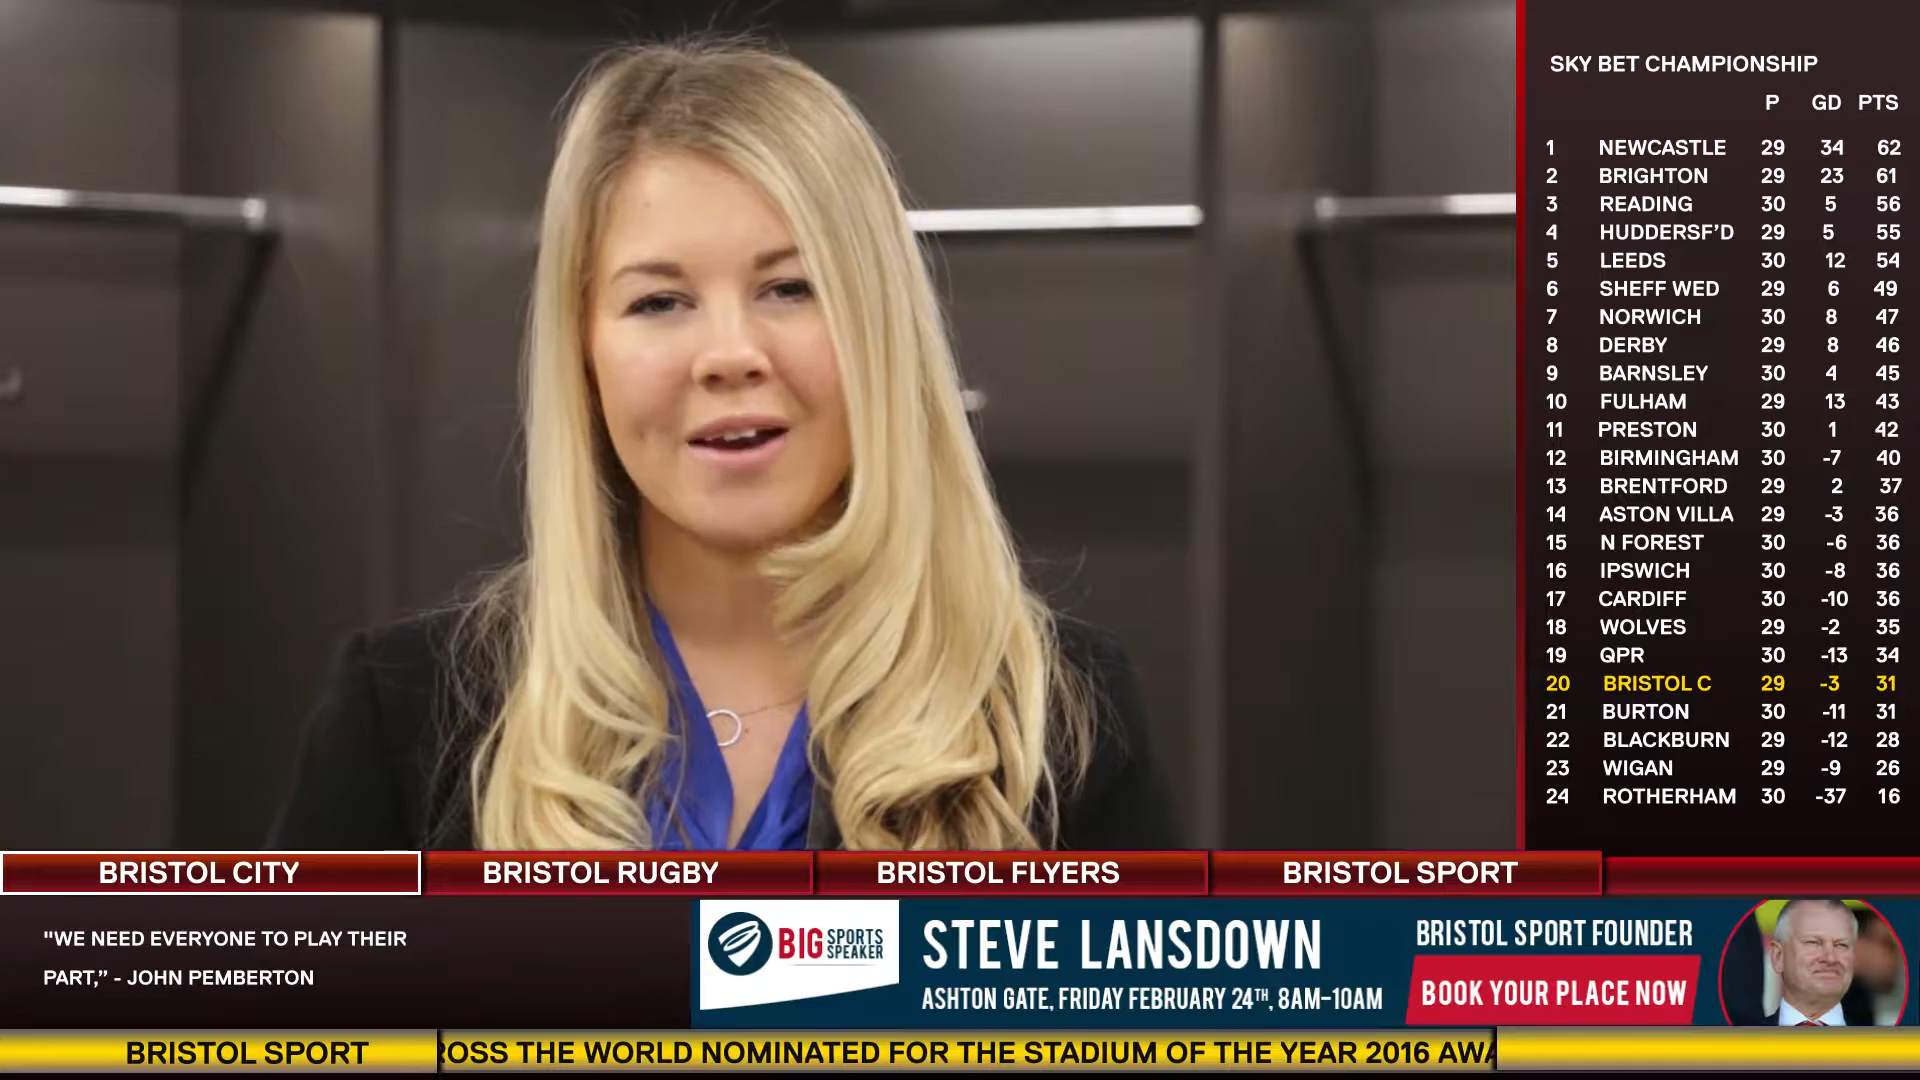 SKY BET CHAMPIONSHIP
P GD PTS
1 NEWCASTLE 29 34 62
2 BRIGHTON 29 23 61
3 READING 30 5 56
4 HUDDERSF’D 29 5 55
5 LEEDS 30 12 54
6 SHEFF WED 29 6 49
7 NORWICH 30 8 47
8 DERBY 29 8 46
9 BARNSLEY 30 4 45
10 FULHAM 29 13 43
11 PRESTON 30 1 42
12 BIRMINGHAM 30 -7 40
13 BRENTFORD 29 2 37
14 ASTON VILLA 29 -3 36
15 N FOREST 30 -6 36
16 IPSWICH 30 -8 36
17 CARDIFF 30 -10 36
18 WOLVES 29 -2 35
19 QPR 30 -13 34
20 BRISTOL C 29 -3 31
21 BURTON 30 -11 31
22 BLACKBURN 29 -12 28
23 WIGAN 29 -9 26
24 ROTHERHAM 30 -37 16
BRISTOL CITY BRISTOL RUGBY BRISTOL FLYERS BRISTOL SPORT
"WE NEED EVERYONE TO PLAY THEIR
PART,” - JOHN PEMBERTON
BIG SPORTS
SPEAKER
STEVE LANSDOWN
ASHTON GATE, FRIDAY FEBRUARY 24TH, 8AM–10AM
BRISTOL SPORT FOUNDER
BOOK YOUR PLACE NOW
BRISTOL SPORT ROSS THE WORLD NOMINATED FOR THE STADIUM OF THE YEAR 2016 AWA